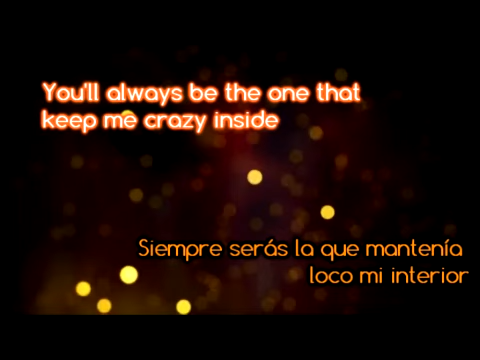 You'll always be the one that
keep me crazy inside
Siempre serás la que mantenía
loco mi interior